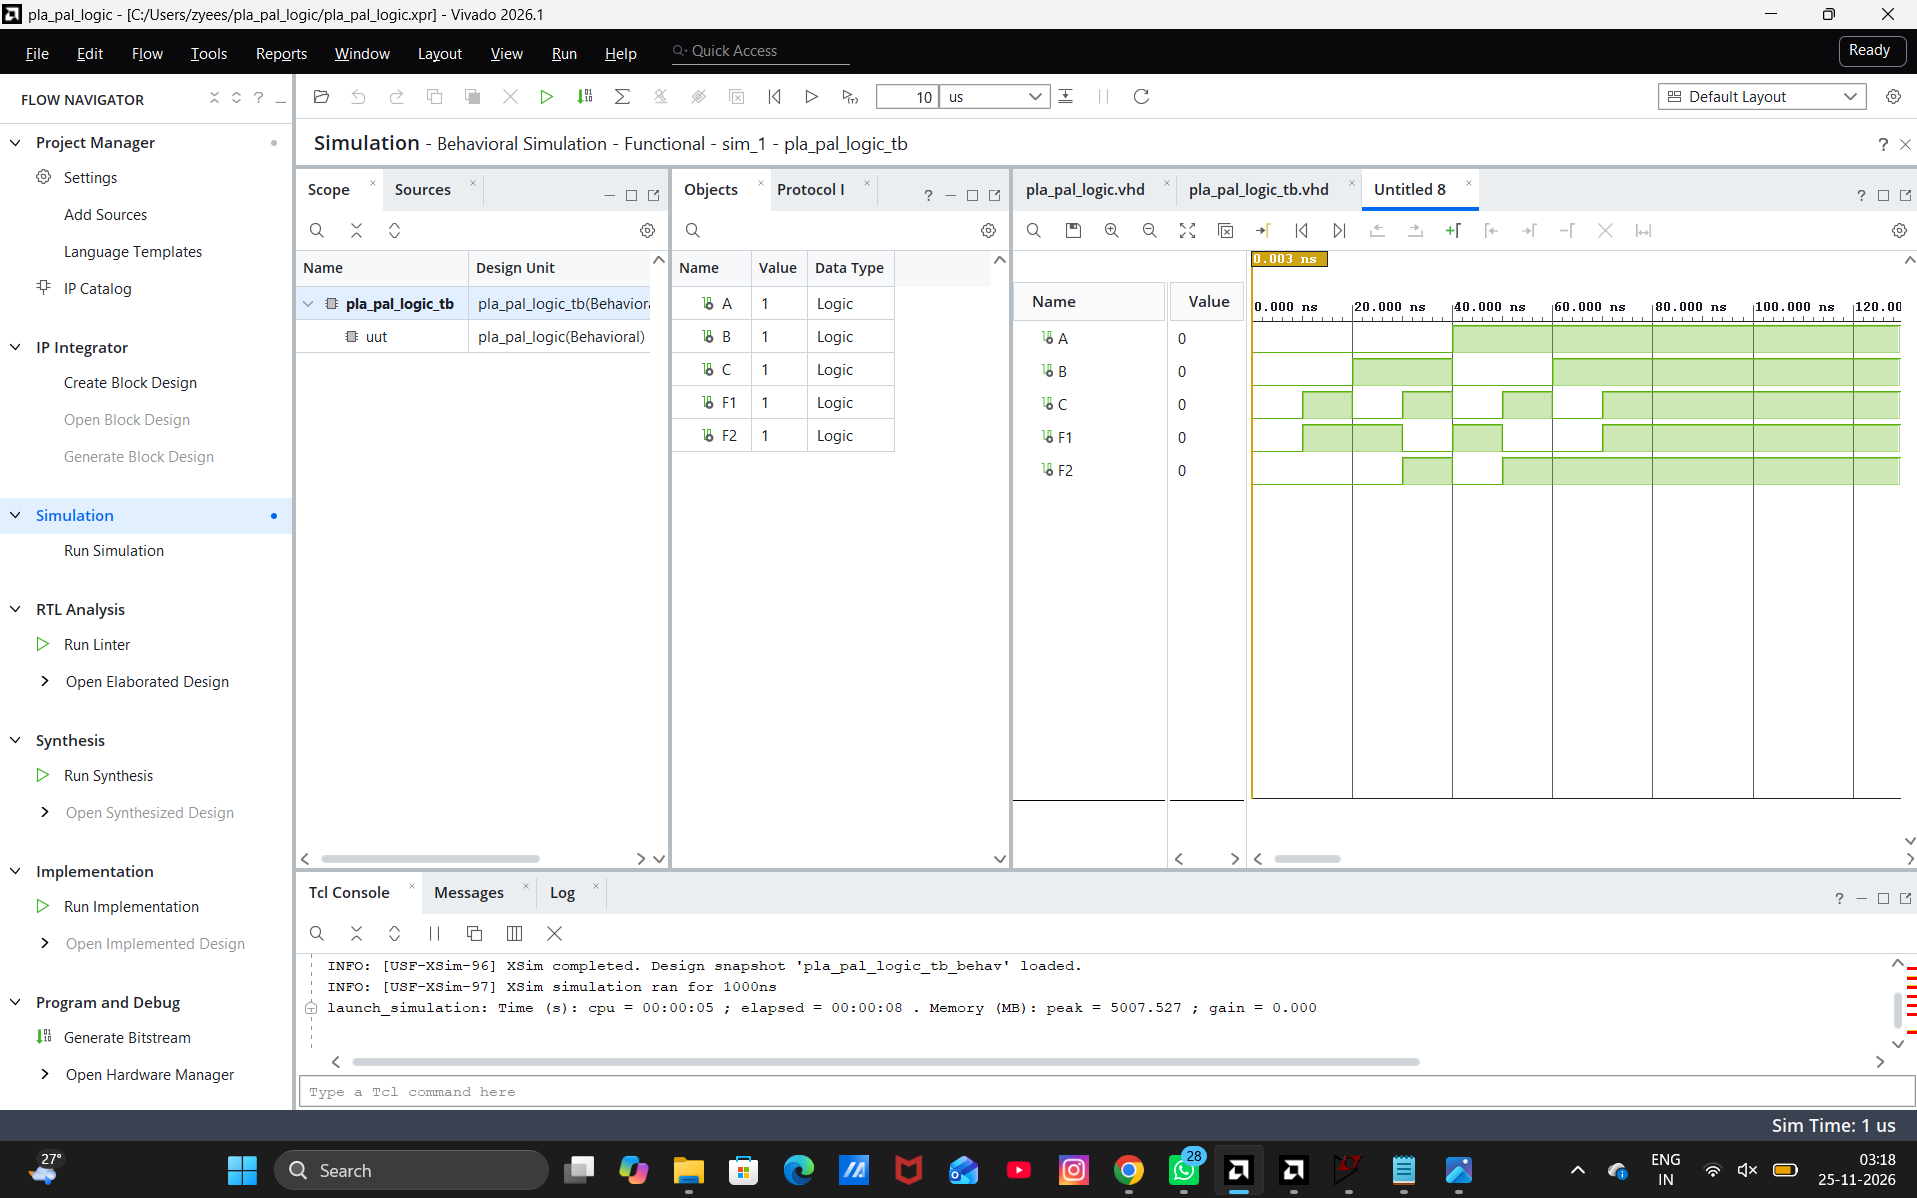 pla_pal_logic - [C:/Users/zyees/pla_pal_logic/pla_pal_logic.xpr] - Vivado 2026.1
File Edit Flow Tools Reports Window Layout View Run Help Quick Access Ready
FLOW NAVIGATOR
10 us Default Layout
Project Manager
Settings
Add Sources
Language Templates
IP Catalog
IP Integrator
Create Block Design
Open Block Design
Generate Block Design
Simulation
Run Simulation
RTL Analysis
Run Linter
Open Elaborated Design
Synthesis
Run Synthesis
Open Synthesized Design
Implementation
Run Implementation
Open Implemented Design
Program and Debug
Generate Bitstream
Open Hardware Manager
Simulation - Behavioral Simulation - Functional - sim_1 - pla_pal_logic_tb
Scope Sources
Name Design Unit
pla_pal_logic_tb pla_pal_logic_tb(Behaviora
uut pla_pal_logic(Behavioral)
Objects Protocol I
Name Value Data Type
A 1 Logic
B 1 Logic
C 1 Logic
F1 1 Logic
F2 1 Logic
pla_pal_logic.vhd pla_pal_logic_tb.vhd Untitled 8
0.003 ns
Name Value
0.000 ns 20.000 ns 40.000 ns 60.000 ns 80.000 ns 100.000 ns 120.00
A 0
B 0
C 0
F1 0
F2 0
Tcl Console Messages Log
INFO: [USF-XSim-96] XSim completed. Design snapshot 'pla_pal_logic_tb_behav' loaded.
INFO: [USF-XSim-97] XSim simulation ran for 1000ns
launch_simulation: Time (s): cpu = 00:00:05 ; elapsed = 00:00:08 . Memory (MB): peak = 5007.527 ; gain = 0.000
Type a Tcl command here
Sim Time: 1 us
27°
Search
28
ENG
IN
03:18
25-11-2026